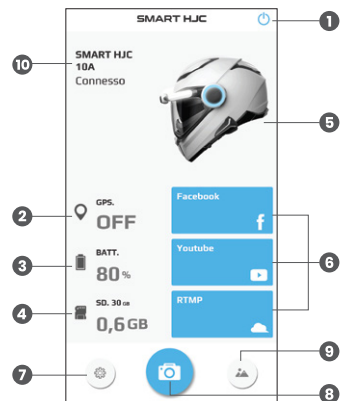 SMART HJC
1
10
SMART HJC
10A
Connesso
5
2
GPS.
OFF
Facebook
3
BATT.
80 %
Youtube
6
4
SD. 30 GB
0,6 GB
RTMP
7
9
8